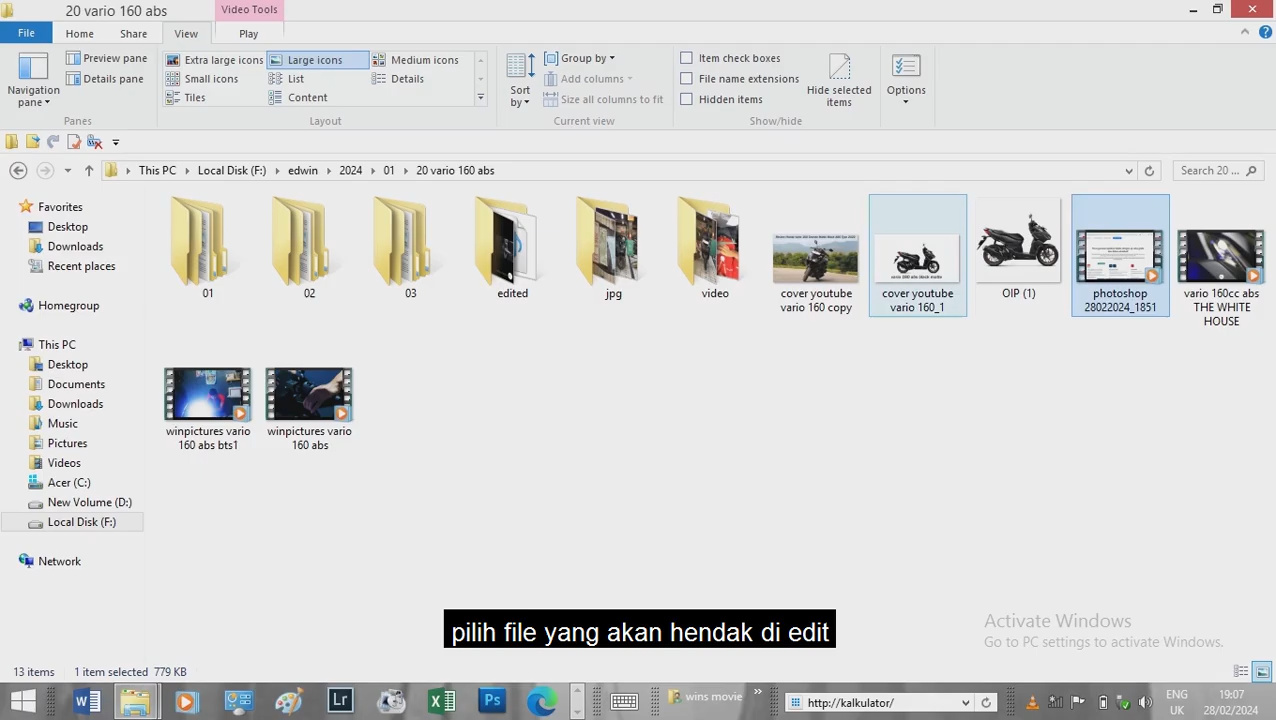 20 vario 160 abs
Video Tools
File
Home
Share
View
Play
Navigation pane
Preview pane
Details pane
Panes
Extra large icons
Large icons
Medium icons
Small icons
List
Details
Tiles
Content
Layout
Sort by
Group by
Add columns
Size all columns to fit
Current view
Item check boxes
File name extensions
Hidden items
Hide selected items
Show/hide
Options
This PC
Local Disk (F:)
edwin
2024
01
20 vario 160 abs
Search 20 ...
Favorites
Desktop
Downloads
Recent places
Homegroup
This PC
Desktop
Documents
Downloads
Music
Pictures
Videos
Acer (C:)
New Volume (D:)
Local Disk (F:)
Network
01
02
03
edited
jpg
video
cover youtube
vario 160 copy
cover youtube
vario 160_1
OIP (1)
photoshop
28022024_1851
vario 160cc abs
THE WHITE
HOUSE
winpictures vario
160 abs bts1
winpictures vario
160 abs
pilih file yang akan hendak di edit
Activate Windows
Go to PC settings to activate Windows.
13 items
1 item selected 779 KB
Lr
Ps
wins movie
http://kalkulator/
ENG
UK
19:07
28/02/2024